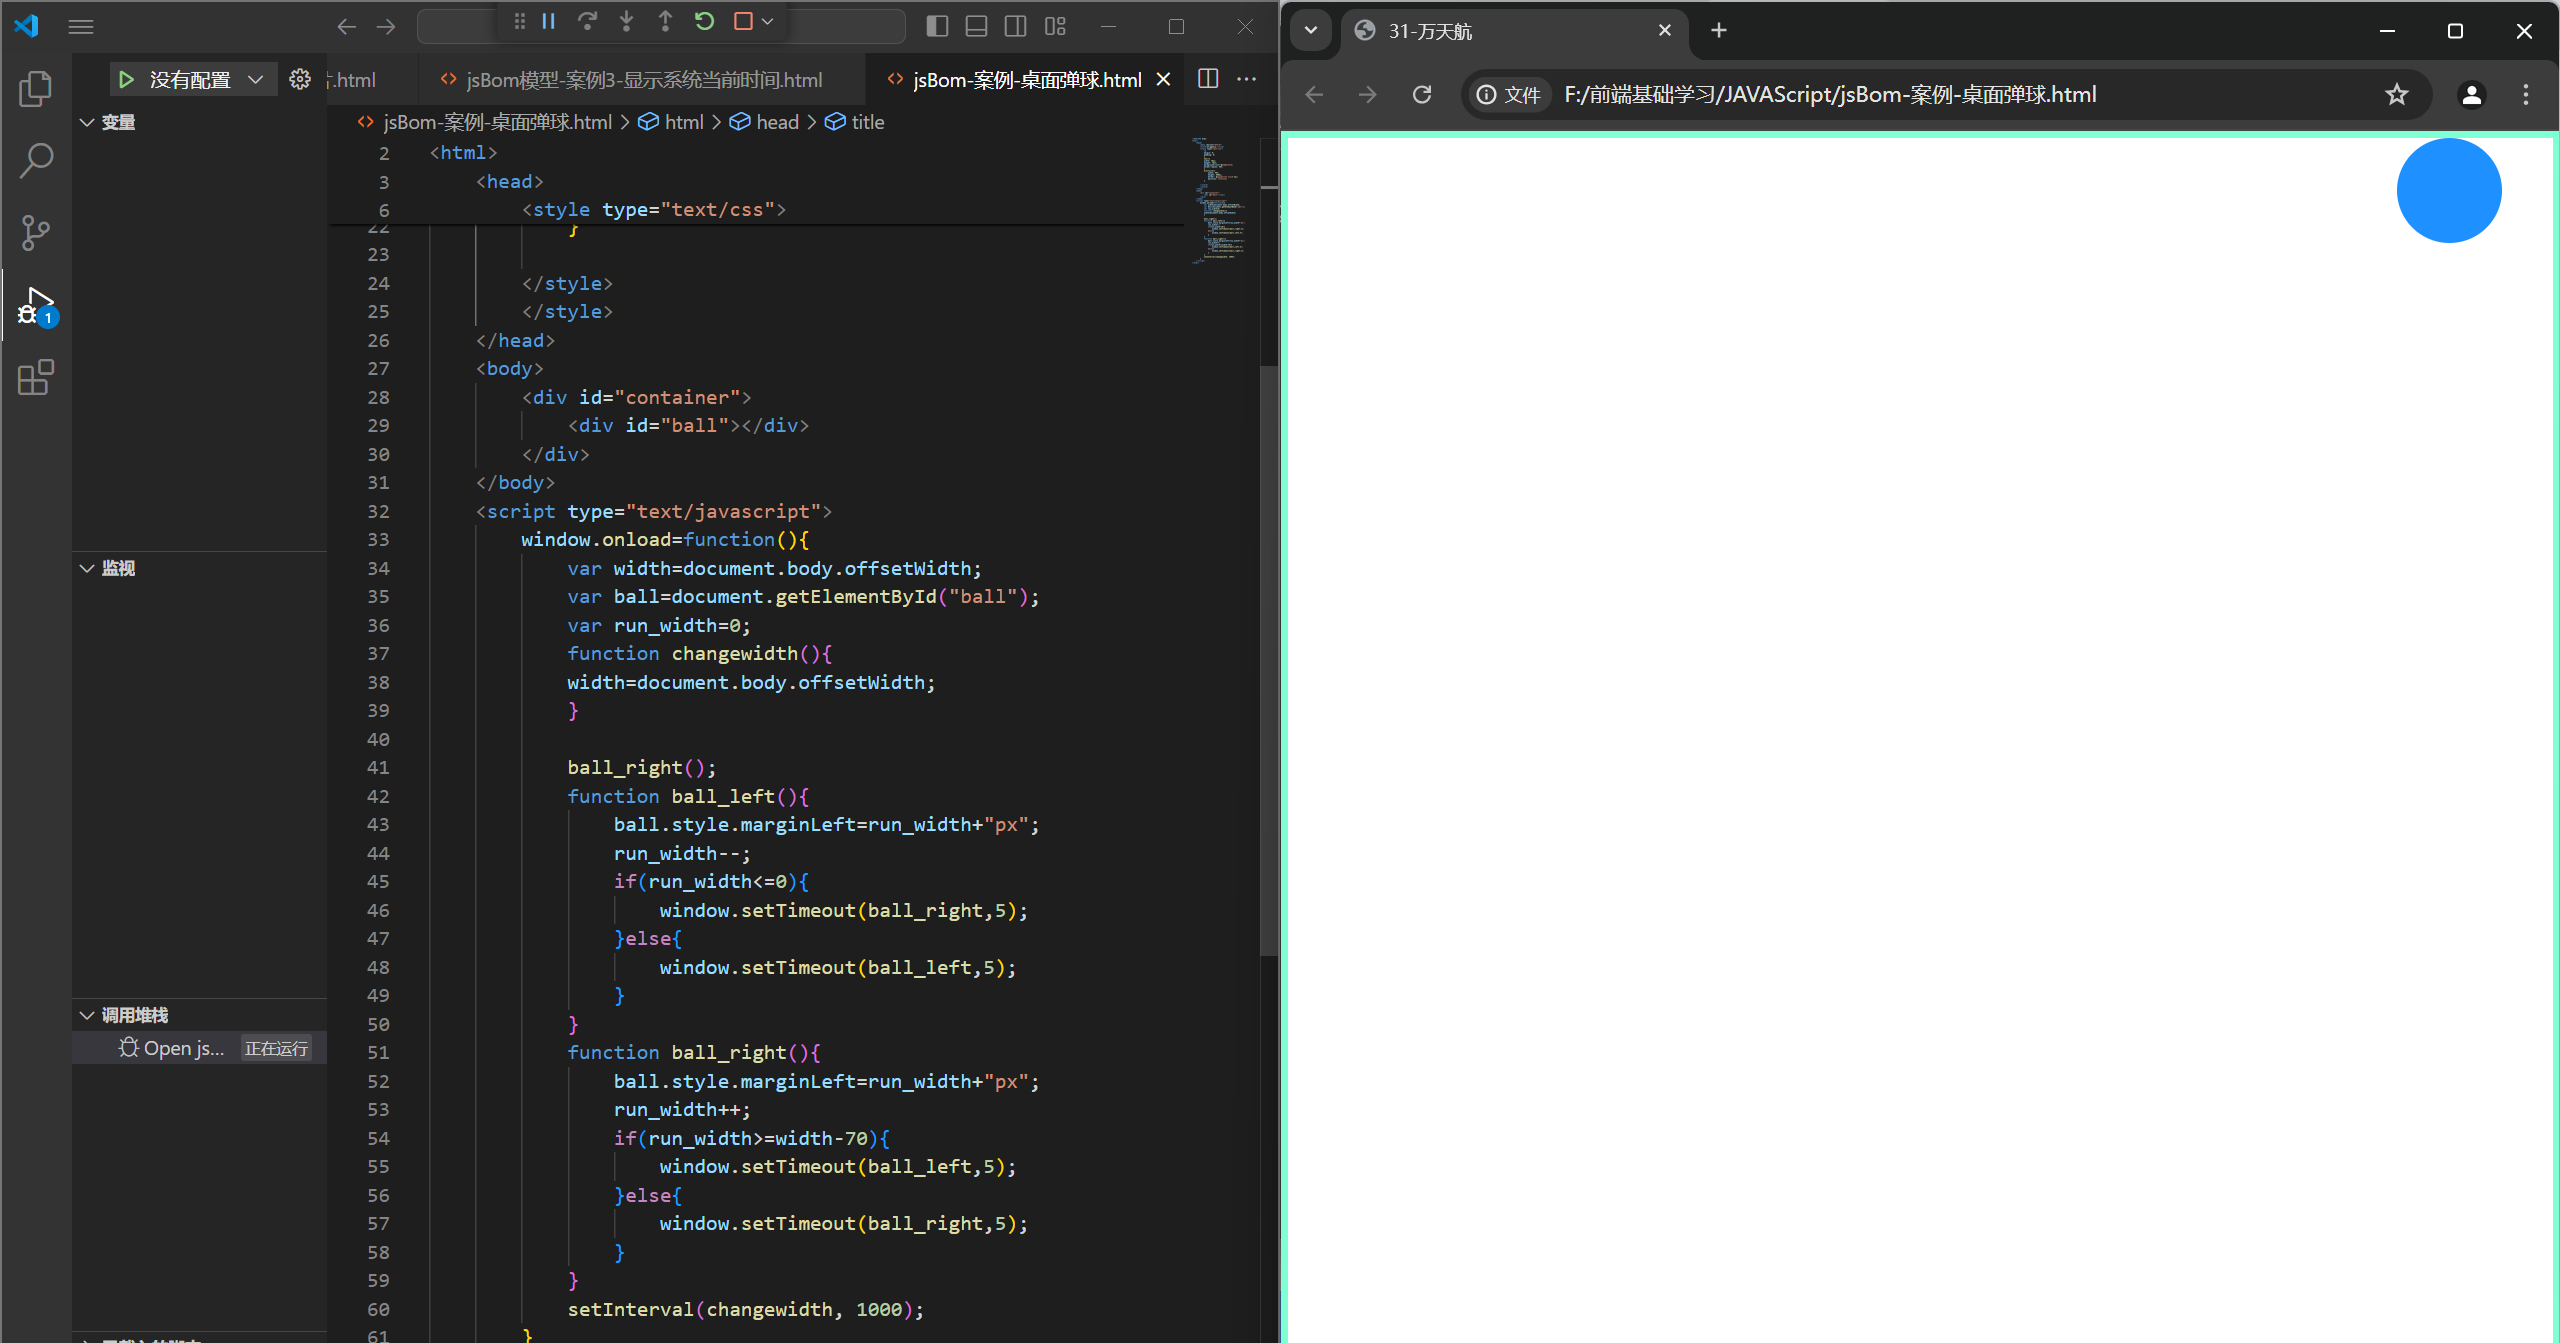 没有配置
.html
jsBom模型-案例3-显示系统当前时间.html
jsBom-案例-桌面弹球.html
变量
监视
调用堆栈
Open js...
正在运行
1
jsBom-案例-桌面弹球.html > html > head > title
2 <html>
3 <head>
6 <style type="text/css">
22 }
23
24 </style>
25 </style>
26 </head>
27 <body>
28 <div id="container">
29 <div id="ball"></div>
30 </div>
31 </body>
32 <script type="text/javascript">
33 window.onload=function(){
34 var width=document.body.offsetWidth;
35 var ball=document.getElementById("ball");
36 var run_width=0;
37 function changewidth(){
38 width=document.body.offsetWidth;
39 }
40
41 ball_right();
42 function ball_left(){
43 ball.style.marginLeft=run_width+"px";
44 run_width--;
45 if(run_width<=0){
46 window.setTimeout(ball_right,5);
47 }else{
48 window.setTimeout(ball_left,5);
49 }
50 }
51 function ball_right(){
52 ball.style.marginLeft=run_width+"px";
53 run_width++;
54 if(run_width>=width-70){
55 window.setTimeout(ball_left,5);
56 }else{
57 window.setTimeout(ball_right,5);
58 }
59 }
60 setInterval(changewidth, 1000);
61 }
31-万天航
文件
F:/前端基础学习/JAVAScript/jsBom-案例-桌面弹球.html